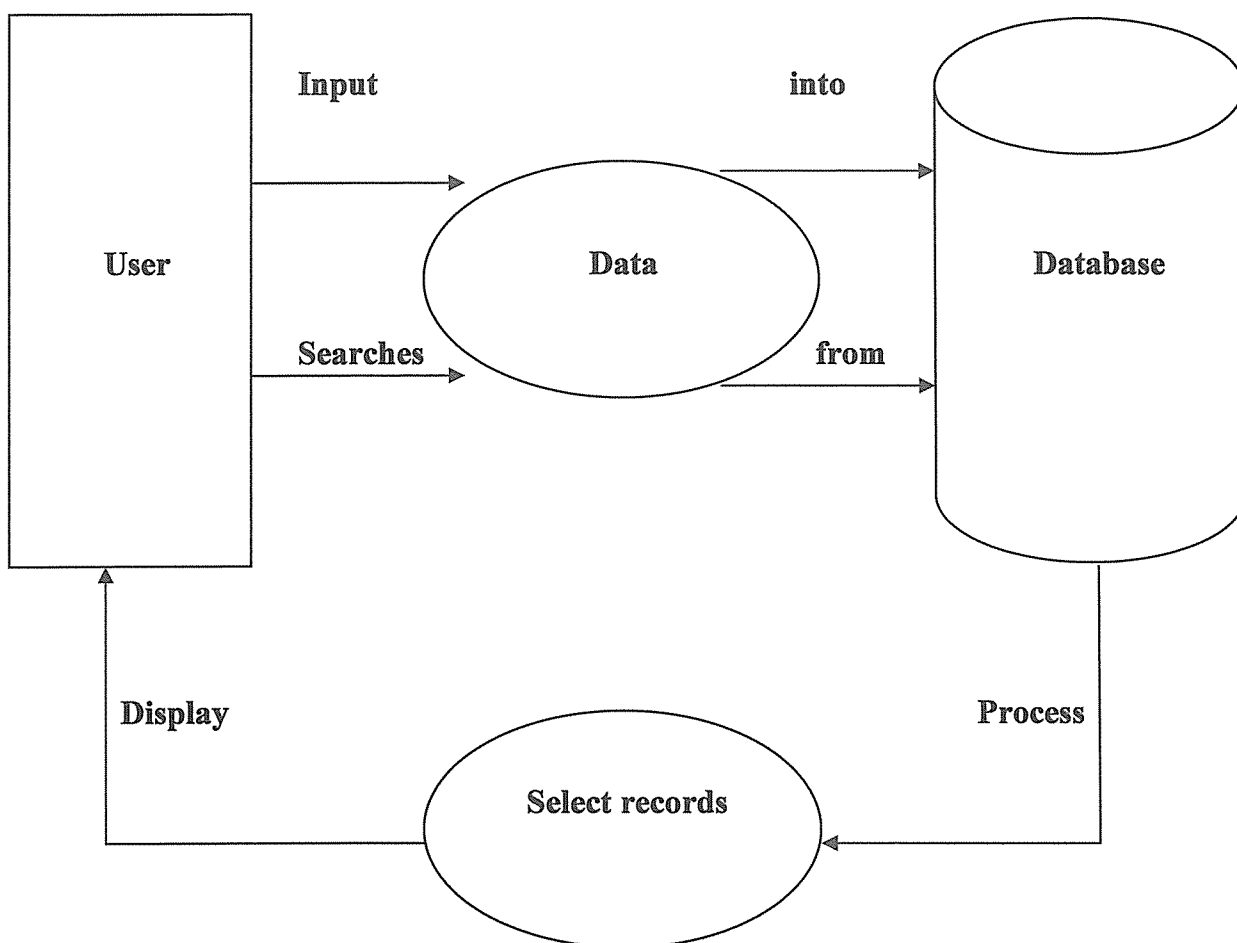 Input
into
User
Data
Database
Searches
from
Display
Process
Select records